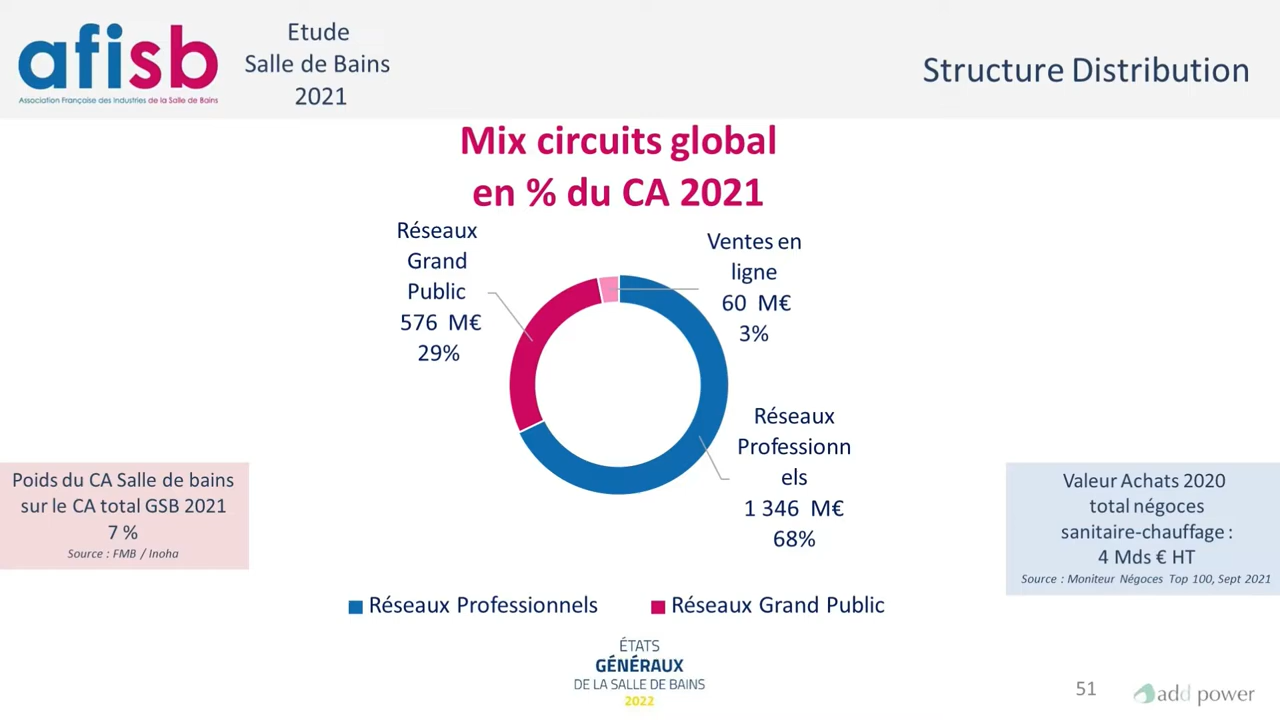 afisb
Association Française des Industries de la Salle de Bains
Etude
Salle de Bains
2021
Structure Distribution
Mix circuits global
en % du CA 2021
Réseaux
Grand
Public
576 M€
29%
Ventes en
ligne
60 M€
3%
Réseaux
Professionn
els
1 346 M€
68%
Poids du CA Salle de bains
sur le CA total GSB 2021
7 %
Source : FMB / Inoha
Valeur Achats 2020
total négoces
sanitaire-chauffage :
4 Mds € HT
Source : Moniteur Négoces Top 100, Sept 2021
Réseaux Professionnels
Réseaux Grand Public
ÉTATS
GÉNÉRAUX
DE LA SALLE DE BAINS
2022
51
add power